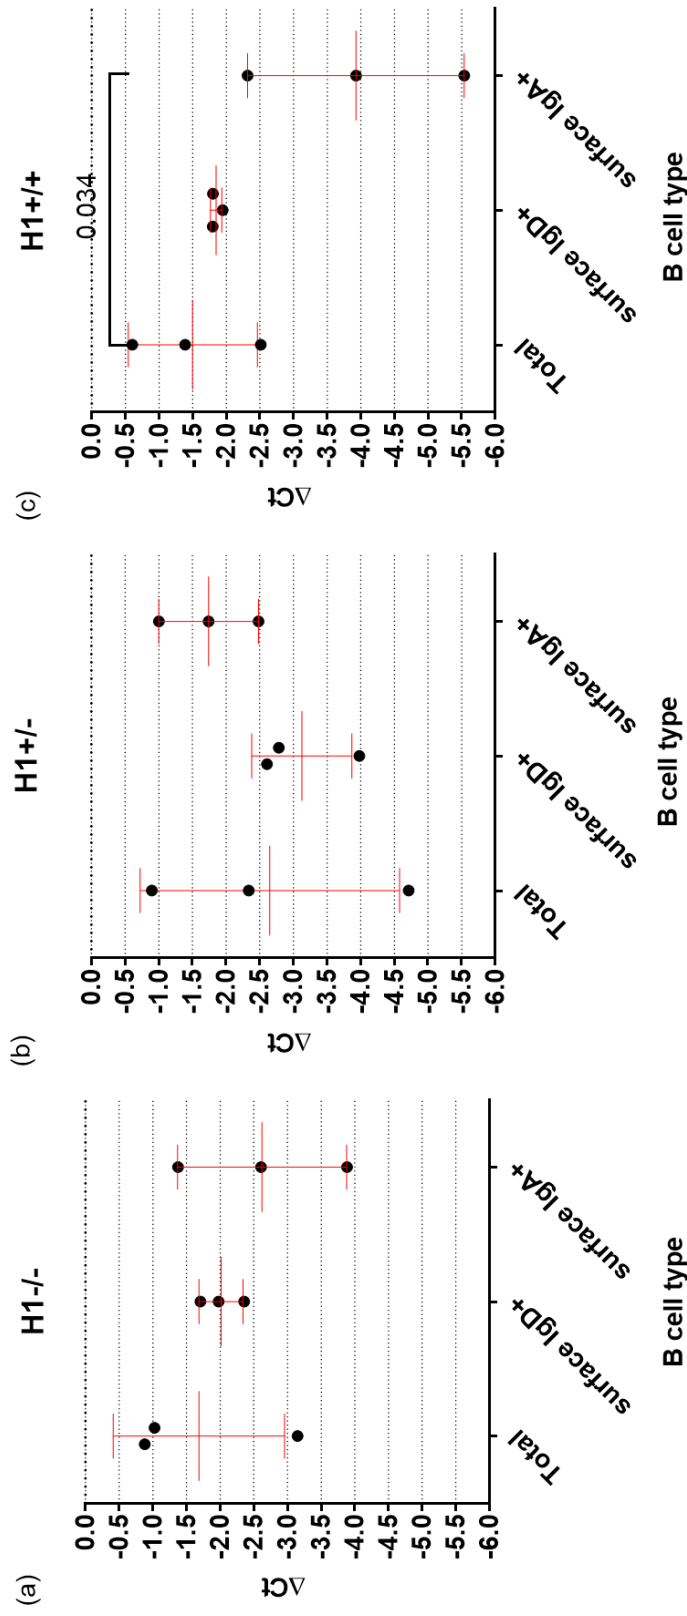 (a)
H1-/-
ΔCt
0.0
-0.5
-1.0
-1.5
-2.0
-2.5
-3.0
-3.5
-4.0
-4.5
-5.0
-5.5
-6.0
Total
surface IgD+
surface IgA+
B cell type
(b)
H1+/-
ΔCt
0.0
-0.5
-1.0
-1.5
-2.0
-2.5
-3.0
-3.5
-4.0
-4.5
-5.0
-5.5
-6.0
Total
surface IgD+
surface IgA+
B cell type
(c)
H1+/+
0.034
ΔCt
0.0
-0.5
-1.0
-1.5
-2.0
-2.5
-3.0
-3.5
-4.0
-4.5
-5.0
-5.5
-6.0
Total
surface IgD+
surface IgA+
B cell type